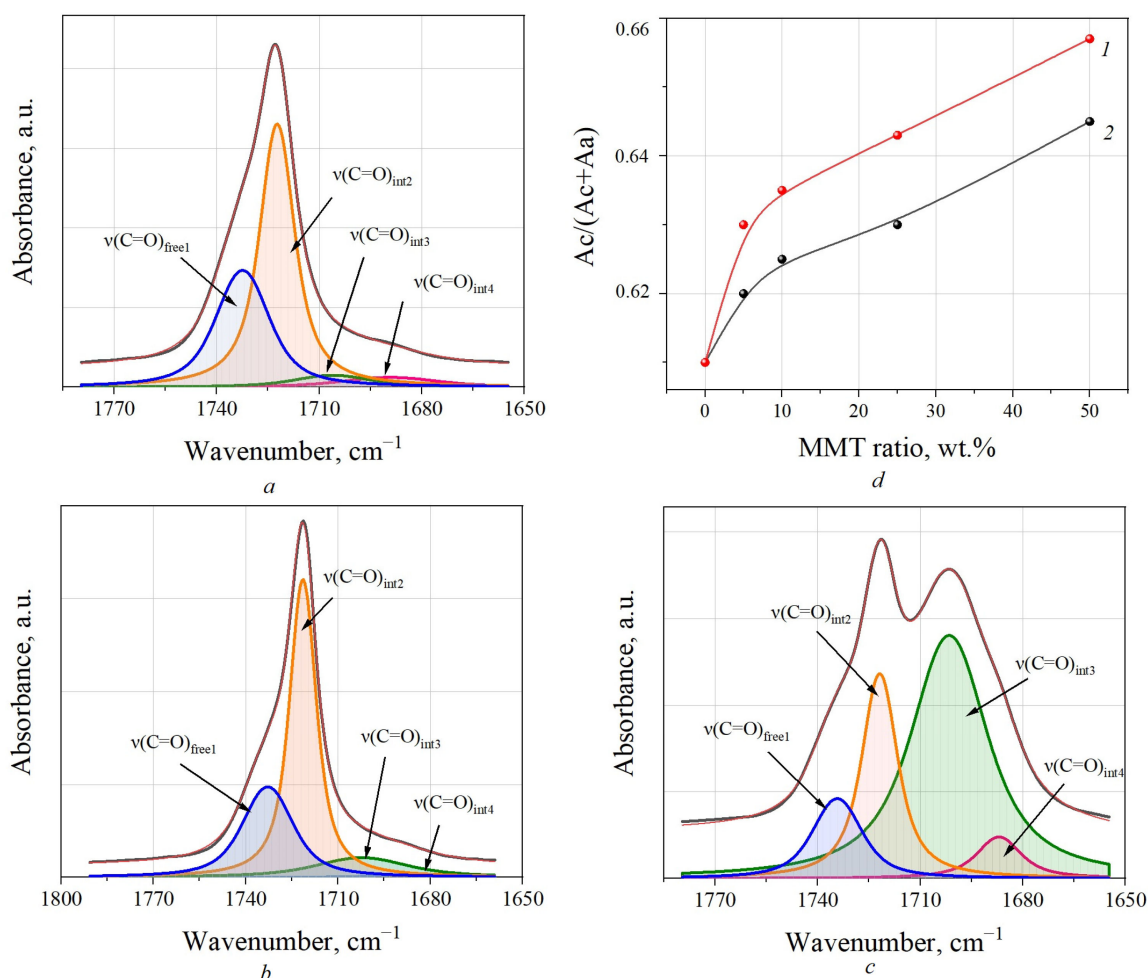 Absorbance, a.u.
ν(C=O)free1
ν(C=O)int2
ν(C=O)int3
ν(C=O)int4
1770 1740 1710 1680 1650
Wavenumber, cm−1
a
Ac/(Ac+Aa)
0.66
0.64
0.62
1
2
0 10 20 30 40 50
MMT ratio, wt.%
d
Absorbance, a.u.
ν(C=O)int2
ν(C=O)free1
ν(C=O)int3
ν(C=O)int4
1800 1770 1740 1710 1680 1650
Wavenumber, cm−1
b
Absorbance, a.u.
ν(C=O)int2
ν(C=O)int3
ν(C=O)free1
ν(C=O)int4
1770 1740 1710 1680 1650
Wavenumber, cm−1
c